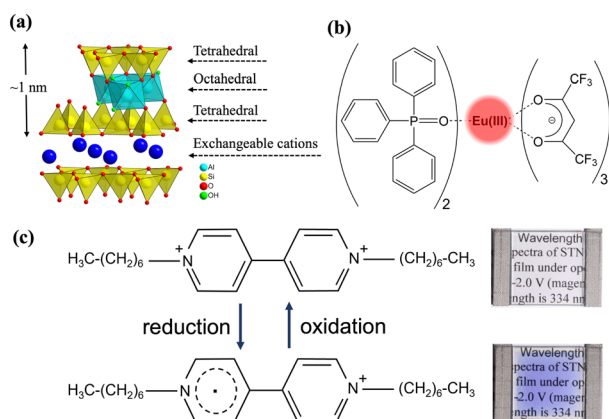 (a)
~1 nm
Tetrahedral
Octahedral
Tetrahedral
Exchangeable cations
Al
Si
O
OH
(b)
P
O
2
Eu(III)
CF3
O
⊖
O
CF3
3
(c)
H3C-(CH2)6
N
+
N
+
(CH2)6-CH3
reduction
oxidation
H3C-(CH2)6
N
N
+
(CH2)6-CH3
Wavelength
pectra of STN
film under op
-2.0 V (magen
ngth is 334 nn
Wavelength
pectra of STN
film under op
-2.0 V (magen
ngth is 334 nn